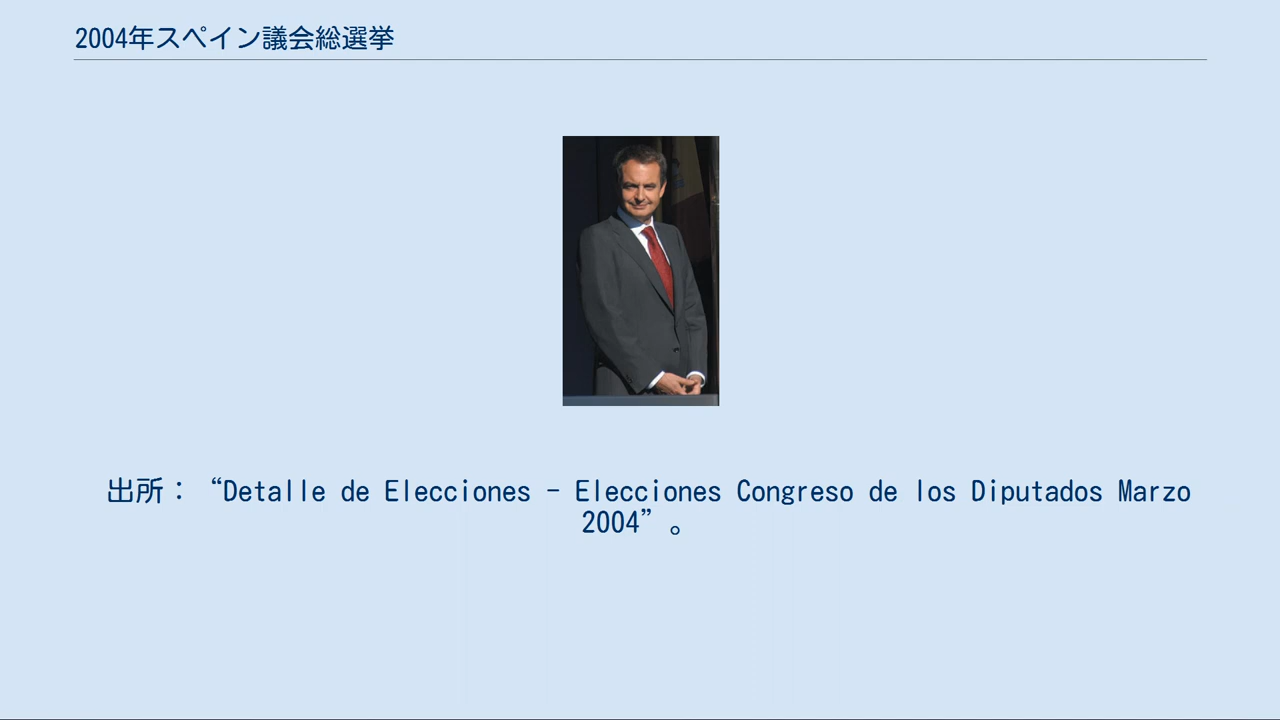 2004年スペイン議会総選挙
出所：“Detalle de Elecciones - Elecciones Congreso de los Diputados Marzo
2004”。